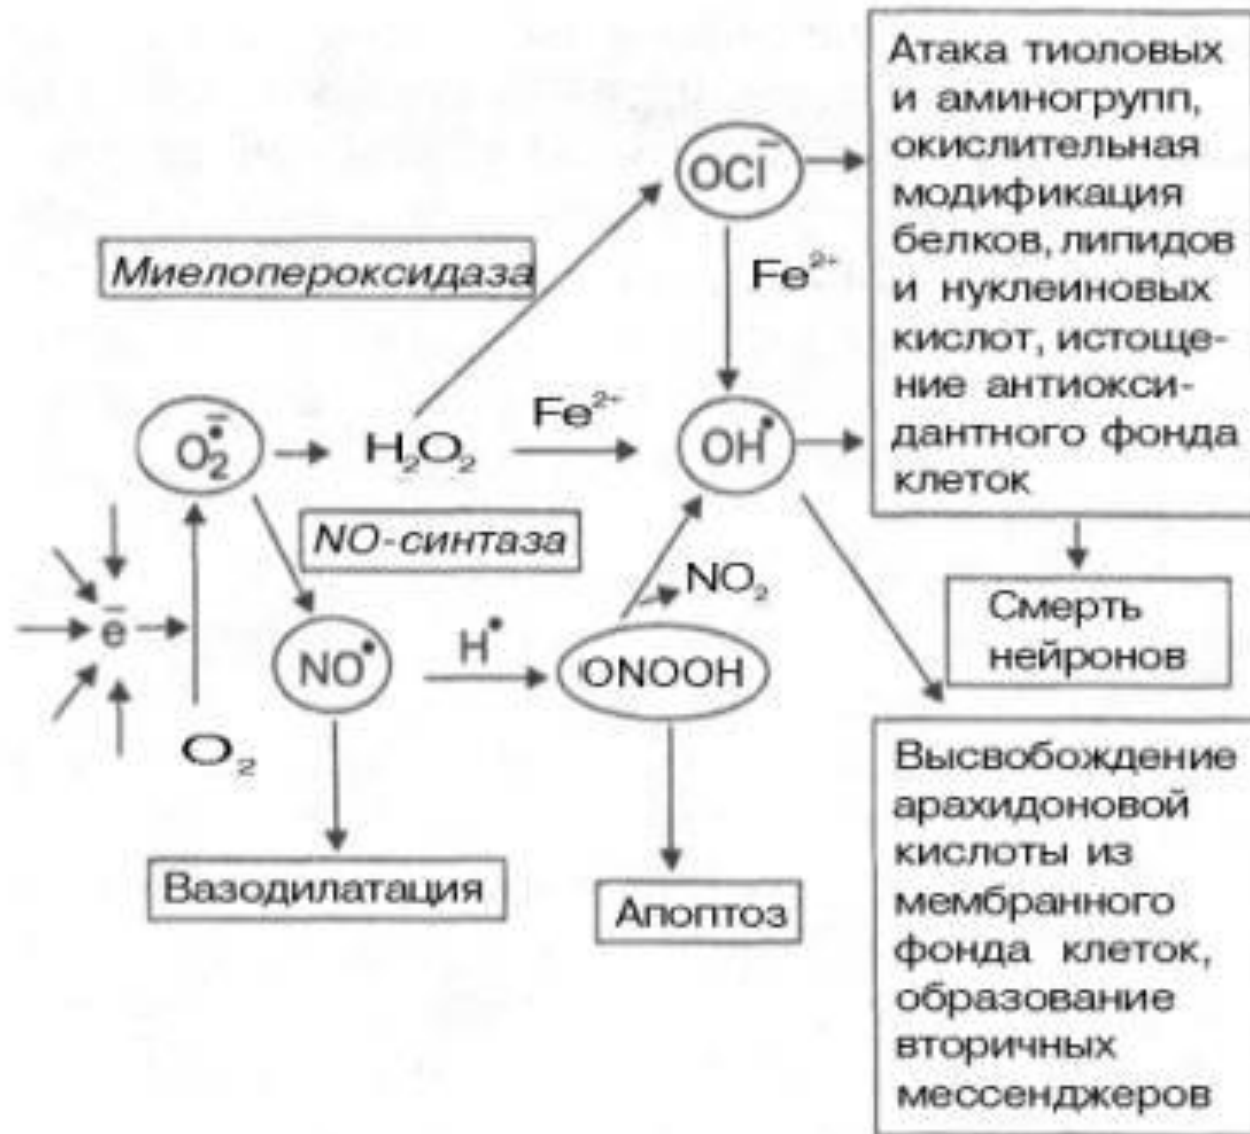 Атака тиоловых
и аминогрупп,
окислительная
модификация
белков, липидов
и нуклеиновых
кислот, истоще-
ние антиокси-
дантного фонда
клеток
OCl⁻
Миелопероксидаза
Fe²⁺
O₂•⁻
H₂O₂
Fe²⁺
OH•
NO-синтаза
NO₂
Смерть
нейронов
e⁻
NO•
H•
ONOOH
O₂
Высвобождение
арахидоновой
кислоты из
мембранного
фонда клеток,
образование
вторичных
мессенджеров
Вазодилатация
Апоптоз